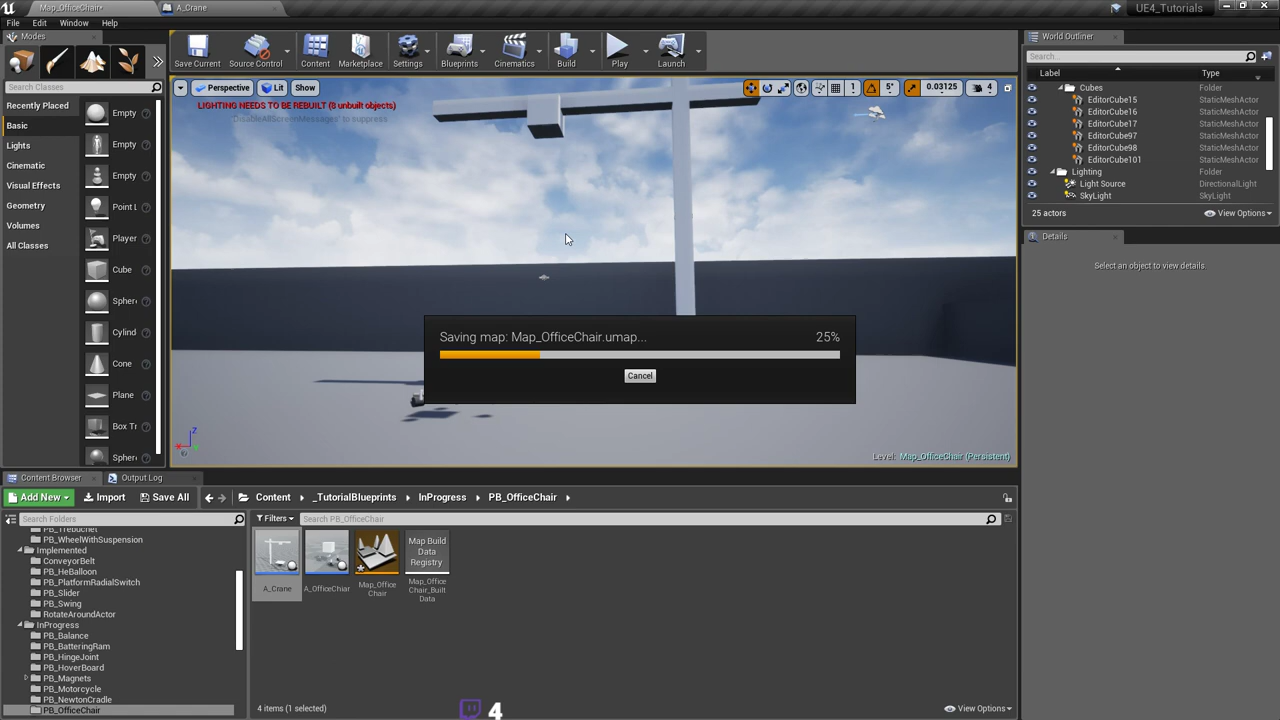 Map_OfficeChair*
A_Crane
UE4_Tutorials
File Edit Window Help
Modes
Search Classes
Recently Placed
Basic
Lights
Cinematic
Visual Effects
Geometry
Volumes
All Classes
Empty
Empty
Empty
Point L
Player
Cube
Spher
Cylind
Cone
Plane
Box Tr
Spher
Save Current
Source Control
Content
Marketplace
Settings
Blueprints
Cinematics
Build
Play
Launch
Perspective
Lit
Show
1
5°
0.03125
4
LIGHTING NEEDS TO BE REBUILT (8 unbuilt objects)
'DisableAllScreenMessages' to suppress
Saving map: Map_OfficeChair.umap... 25%
Cancel
Z
X
Level: Map_OfficeChair (Persistent)
World Outliner
Search...
Label Type
Cubes Folder
EditorCube15 StaticMeshActor
EditorCube16 StaticMeshActor
EditorCube17 StaticMeshActor
EditorCube97 StaticMeshActor
EditorCube98 StaticMeshActor
EditorCube101 StaticMeshActor
Lighting Folder
Light Source DirectionalLight
SkyLight SkyLight
25 actors
View Options
Details
Select an object to view details
Content Browser
Output Log
Add New
Import
Save All
Content
_TutorialBlueprints
InProgress
PB_OfficeChair
Search Folders
PB_Trebuchet
PB_WheelWithSuspension
Implemented
ConveyorBelt
PB_HeBalloon
PB_PlatformRadialSwitch
PB_Slider
PB_Swing
RotateAroundActor
InProgress
PB_Balance
PB_BatteringRam
PB_HingeJoint
PB_HoverBoard
PB_Magnets
PB_Motorcycle
PB_NewtonCradle
PB_OfficeChair
Filters
Search PB_OfficeChair
Map Build
Data
Registry
A_Crane
A_OfficeChiar
Map_Office
Chair
Map_Office
Chair_Built
Data
4 items (1 selected)
4
View Options